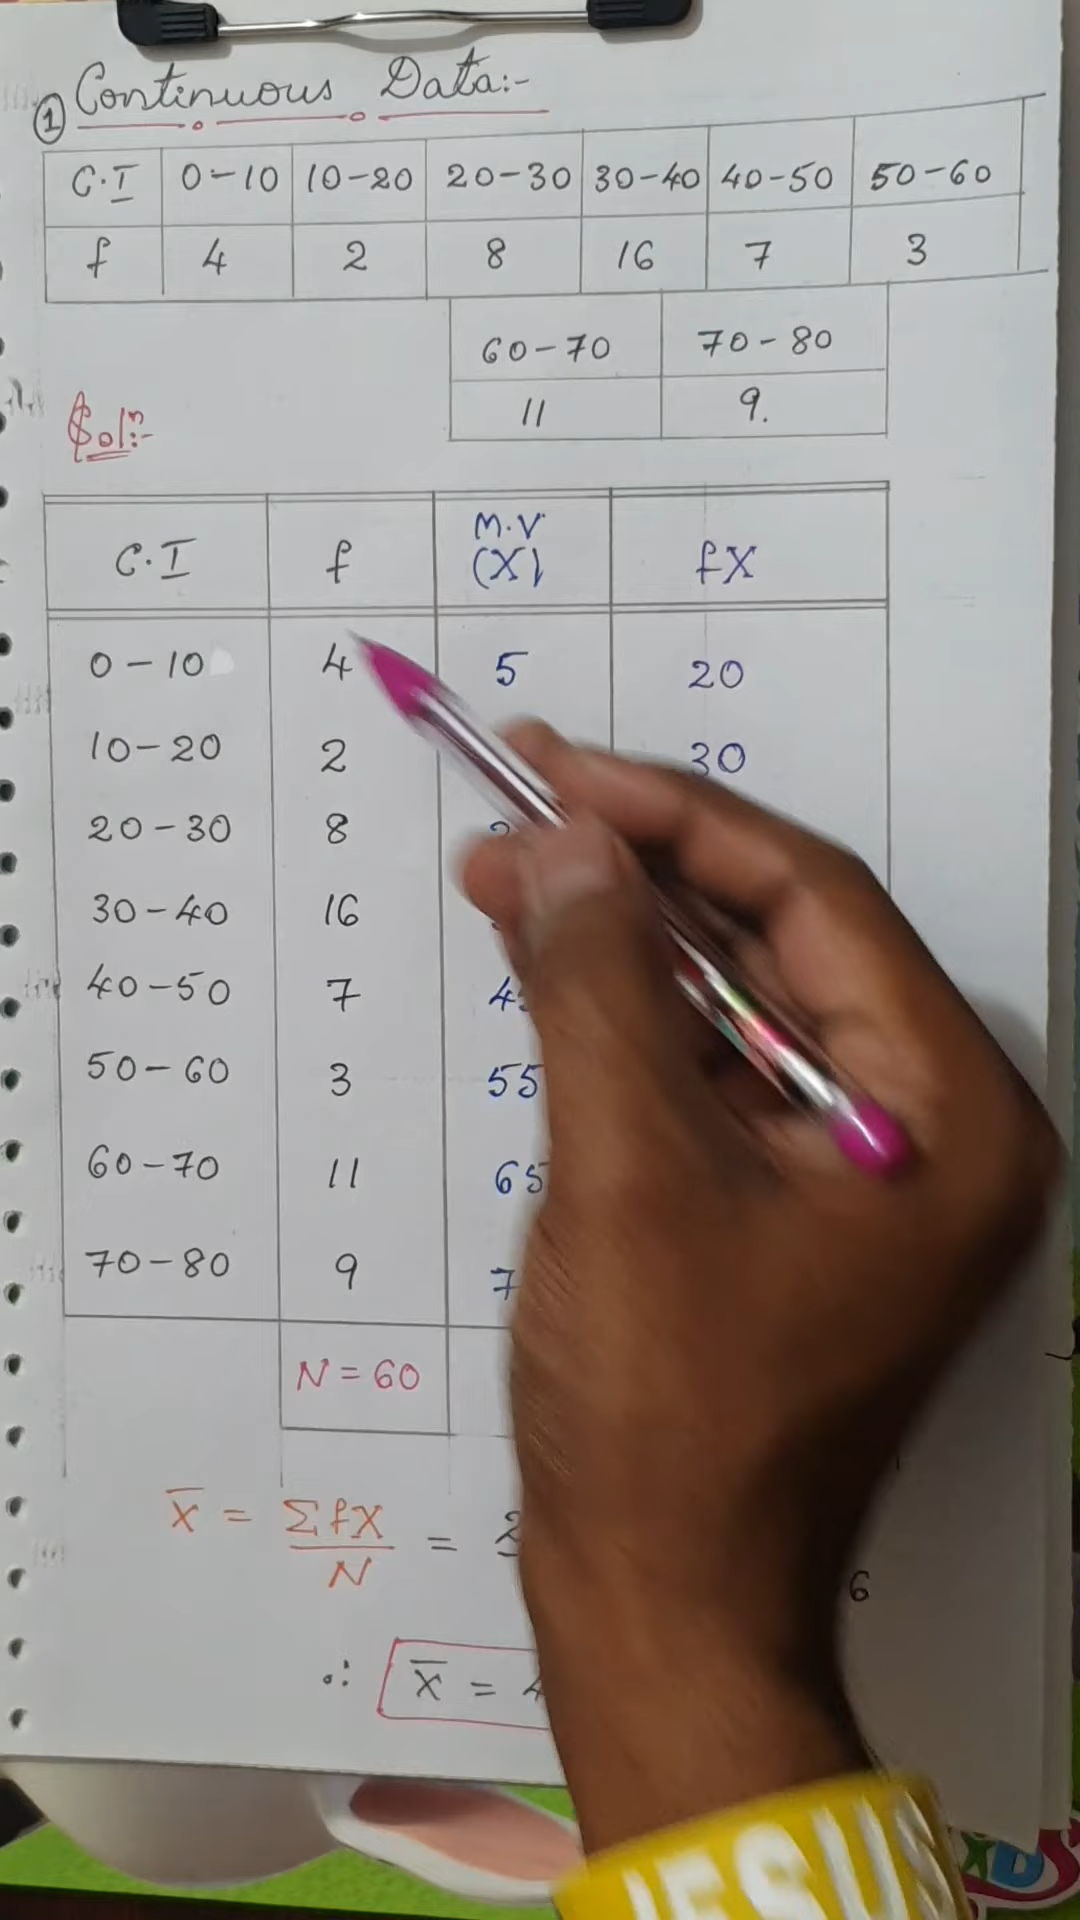 ① Continuous Data:-
C.I 0-10 10-20 20-30 30-40 40-50 50-60
f 4 2 8 16 7 3
60-70 70-80
11 9.
Solⁿ:-
C.I f M.V (X) fX
0-10 4 5 20
10-20 2 30
20-30 8
30-40 16
40-50 7
50-60 3 55
60-70 11 65
70-80 9
N = 60
x̄ = ΣfX / N =
6
∴ x̄ =
JESUS